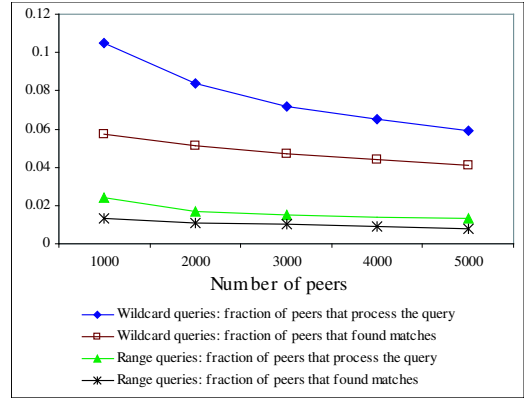 0.12
0.1
0.08
0.06
0.04
0.02
0
1000 2000 3000 4000 5000
Number of peers
Wildcard queries: fraction of peers that process the query
Wildcard queries: fraction of peers that found matches
Range queries: fraction of peers that process the query
Range queries: fraction of peers that found matches